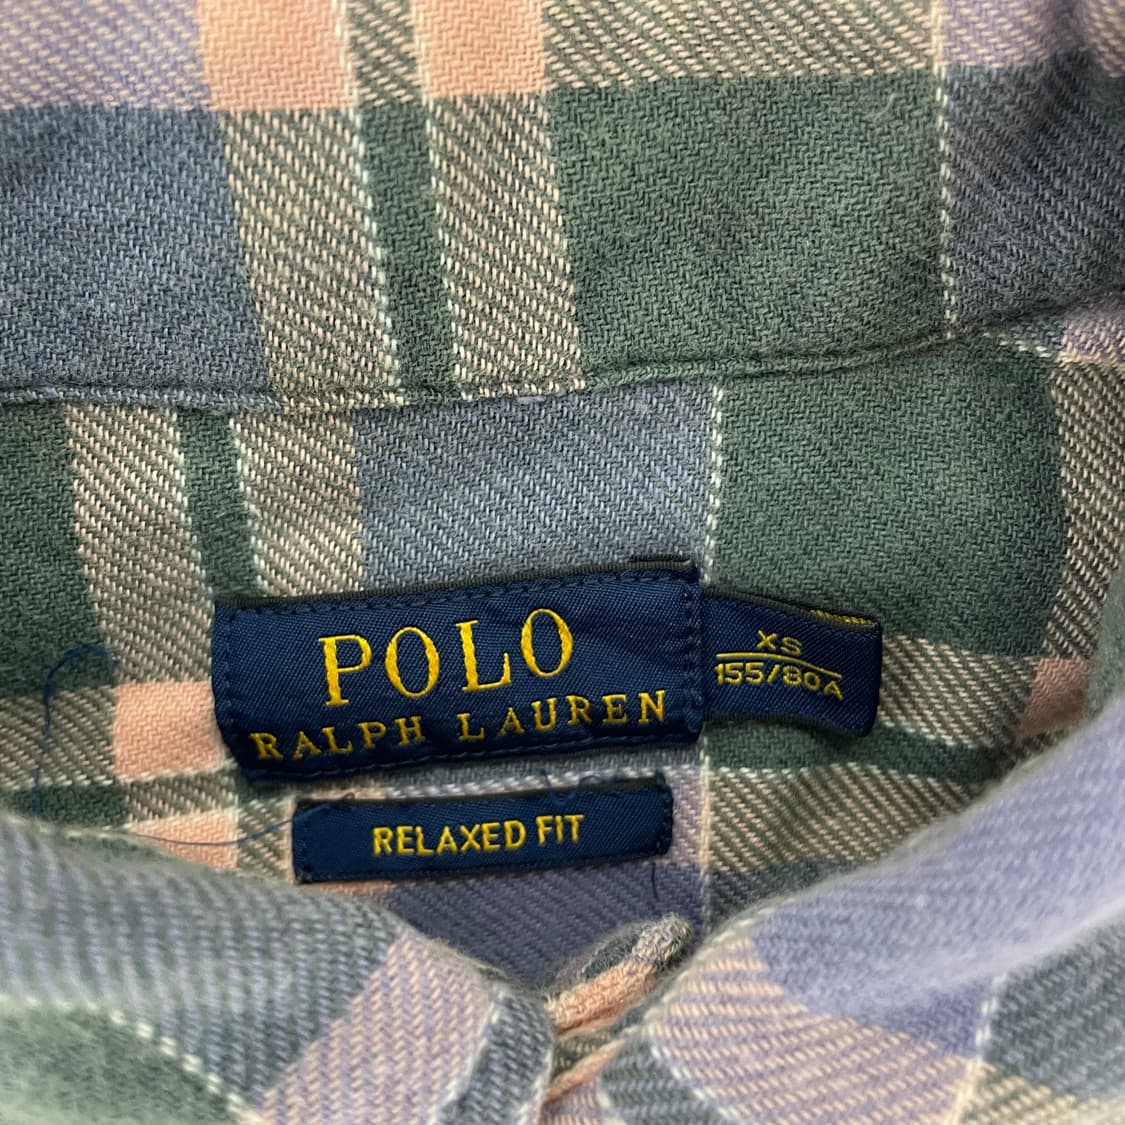 POLO
RALPH LAUREN
XS
155/80A
RELAXED FIT